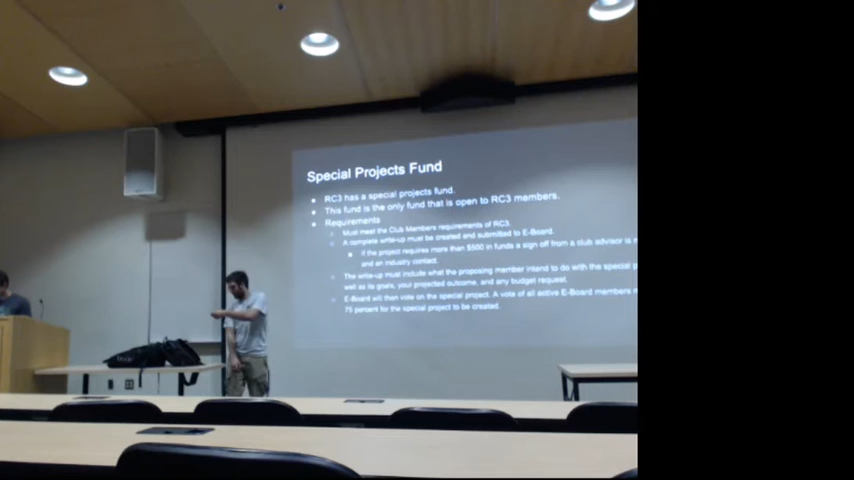 Special Projects Fund
RC3 has a special projects fund.
This fund is the only fund that is open to RC3 members.
Requirements
Must meet the Club Members requirements of RC3.
A complete write-up must be created and submitted to E-Board.
if the project requires more than $500 in funds a sign off from a club advisor is
and an industry contact.
The write-up must include what the proposing member intend to do with the special
well as its goals, your projected outcome, and any budget request.
E-Board will then vote on the special project. A vote of all active E-Board members
75 percent for the special project to be created.